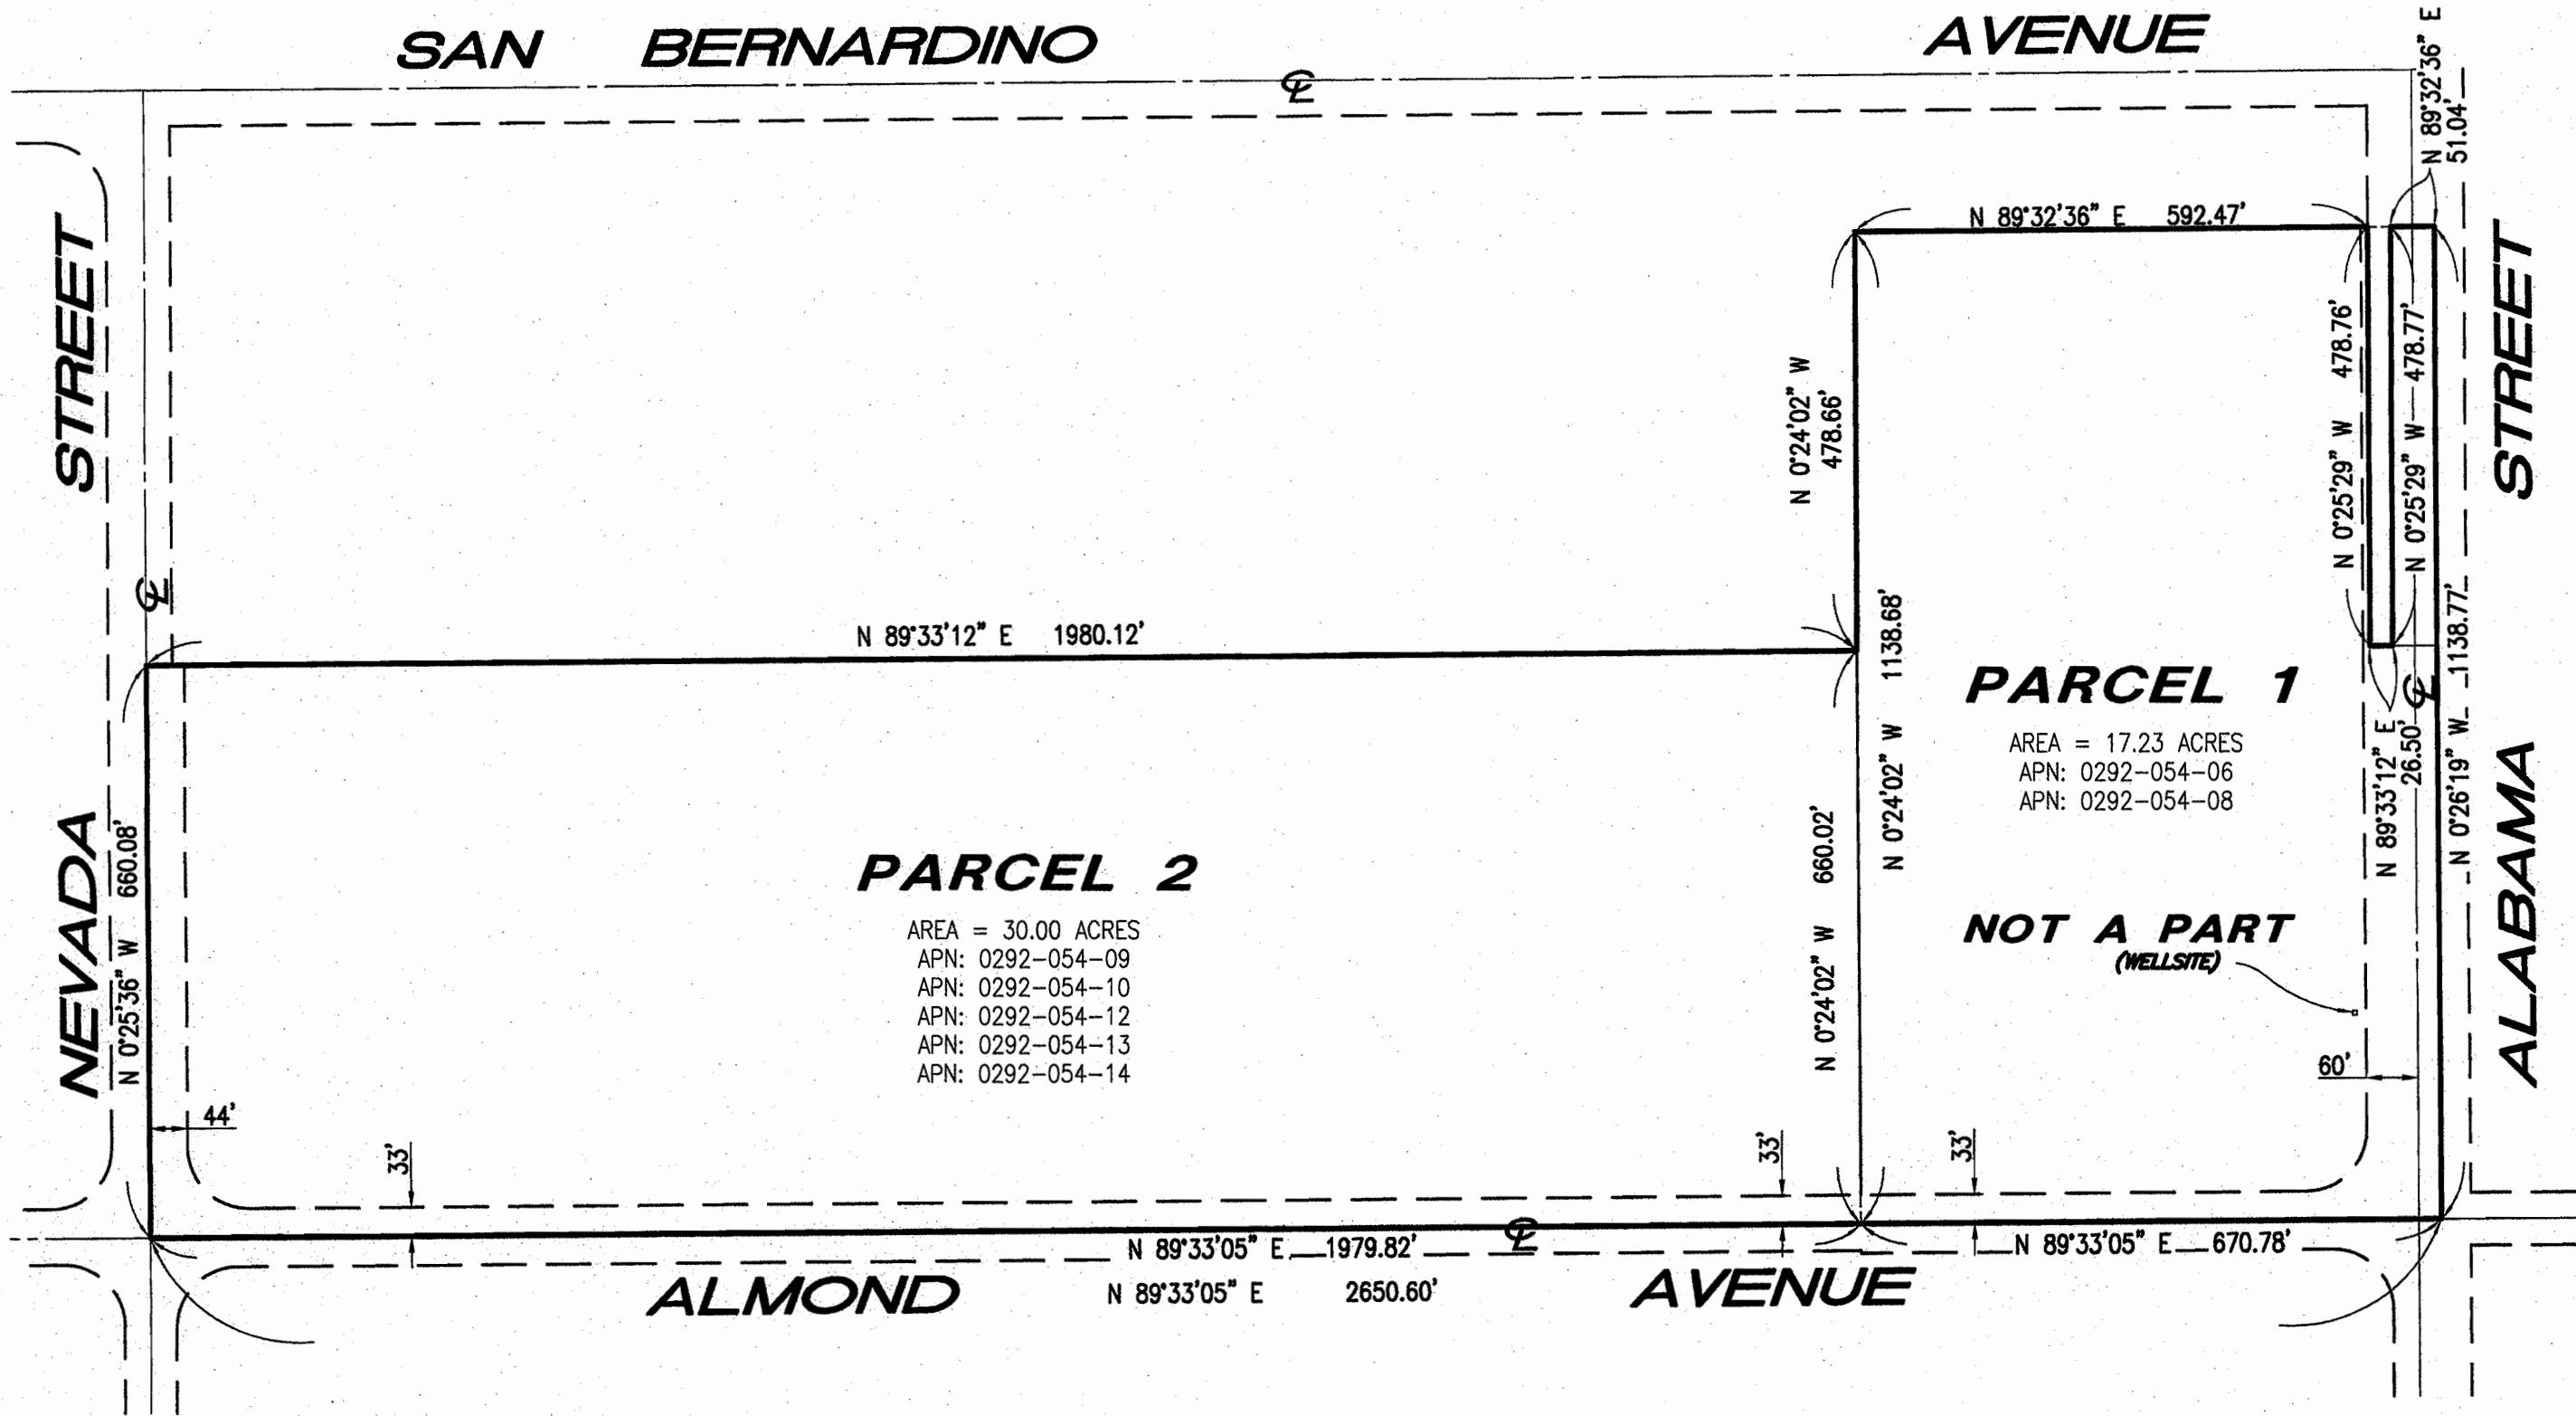 SAN BERNARDINO AVENUE
N 89°32'36" E
51.04'
N 89°32'36" E 592.47'
NEVADA STREET
ALABAMA STREET
N 0°24'02" W
478.66'
N 0°25'29" W 478.76'
N 0°25'29" W 478.77'
N 89°33'12" E 1980.12'
N 0°24'02" W 1138.68'
N 0°26'19" W 1138.77'
PARCEL 1
AREA = 17.23 ACRES
APN: 0292-054-06
APN: 0292-054-08
N 89°33'12" E
26.50'
N 0°25'36" W 660.08'
PARCEL 2
AREA = 30.00 ACRES
APN: 0292-054-09
APN: 0292-054-10
APN: 0292-054-12
APN: 0292-054-13
APN: 0292-054-14
N 0°24'02" W 660.02'
NOT A PART
(WELLSITE)
60'
44'
33'
33'
33'
N 89°33'05" E 1979.82'
N 89°33'05" E 670.78'
ALMOND AVENUE
N 89°33'05" E 2650.60'